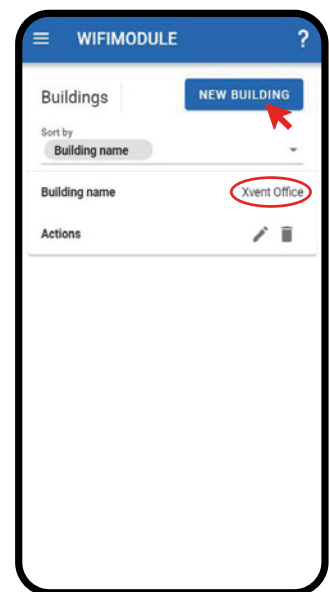 WIFIMODULE ?
Buildings NEW BUILDING
Sort by
Building name
Building name Xvent Office
Actions